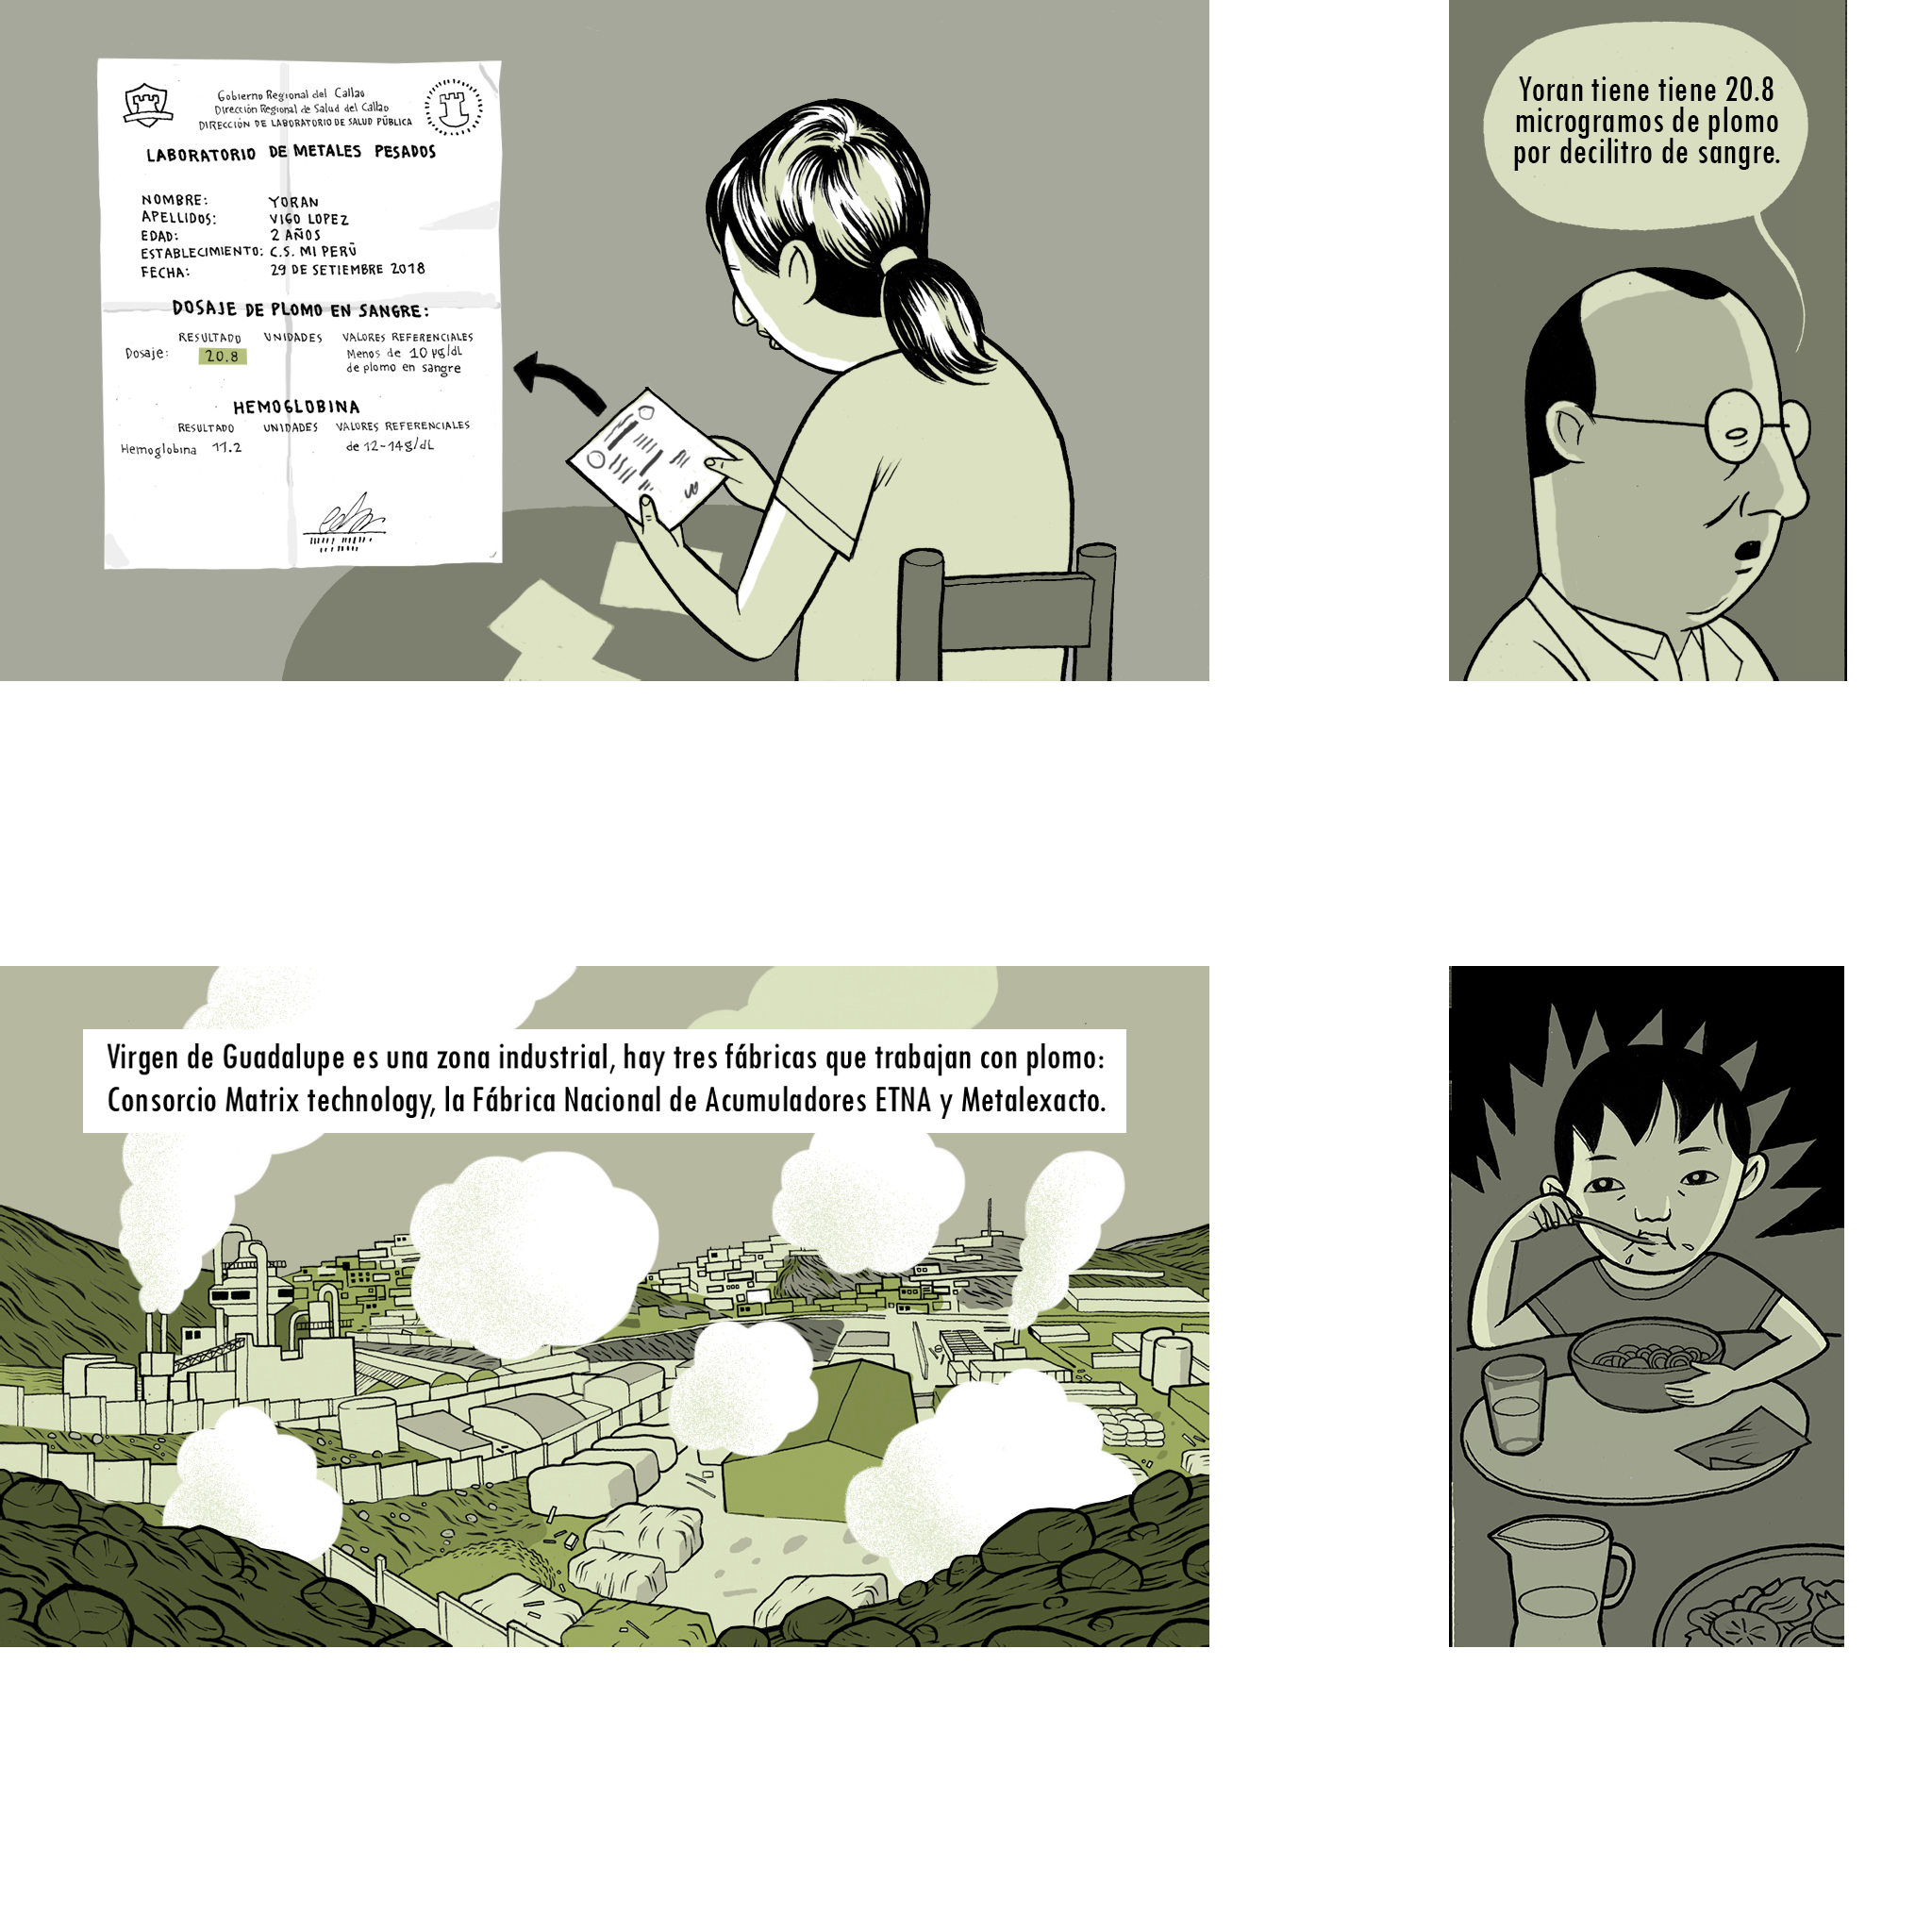 Gobierno Regional del Callao
Dirección Regional de Salud del Callao
DIRECCIÓN DE LABORATORIO DE SALUD PÚBLICA
LABORATORIO DE METALES PESADOS
NOMBRE: YORAN
APELLIDOS: VIGO LOPEZ
EDAD: 2 AÑOS
ESTABLECIMIENTO: C.S. MI PERÚ
FECHA: 29 DE SETIEMBRE 2018
DOSAJE DE PLOMO EN SANGRE:
RESULTADO UNIDADES VALORES REFERENCIALES
Dosaje: 20.8 Menos de 10 µg/dL
de plomo en sangre
HEMOGLOBINA
RESULTADO UNIDADES VALORES REFERENCIALES
Hemoglobina 11.2 de 12-14g/dL
Yoran tiene tiene 20.8
microgramos de plomo
por decilitro de sangre.
Virgen de Guadalupe es una zona industrial, hay tres fábricas que trabajan con plomo:
Consorcio Matrix technology, la Fábrica Nacional de Acumuladores ETNA y Metalexacto.